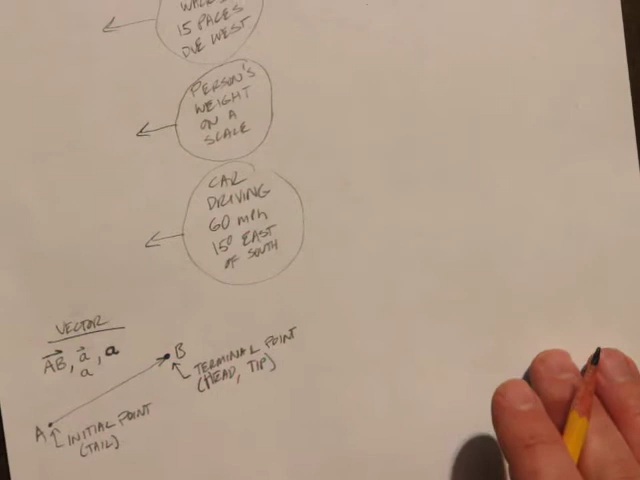 15 PACES
DUE WEST
PERSON'S
WEIGHT
ON A
SCALE
CAR
DRIVING
60 mph
15° EAST
OF SOUTH
VECTOR
AB, a, a
a
B
TERMINAL POINT
(HEAD, TIP)
A
INITIAL POINT
(TAIL)